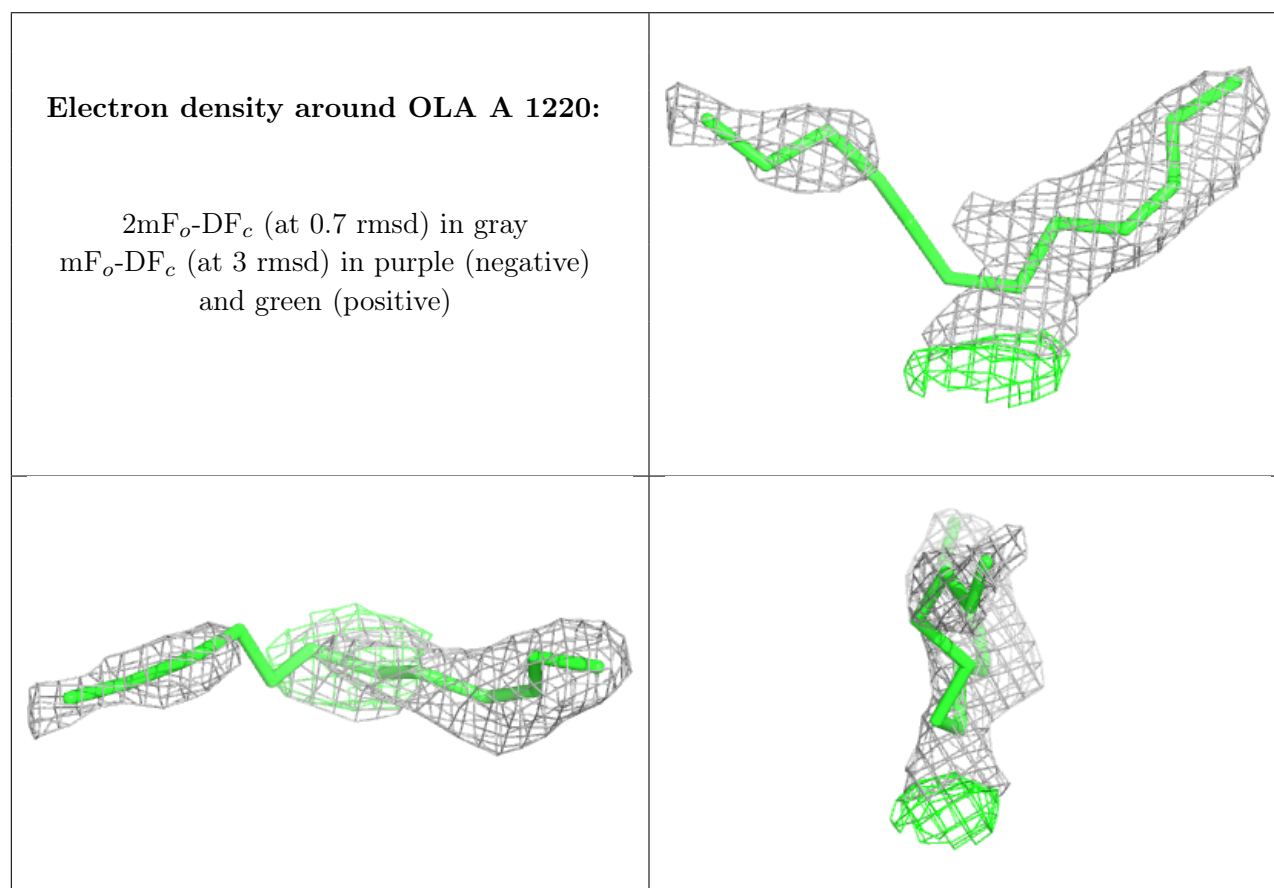 Electron density around OLA A 1220:
2mFo-DFc (at 0.7 rmsd) in gray
mFo-DFc (at 3 rmsd) in purple (negative)
and green (positive)